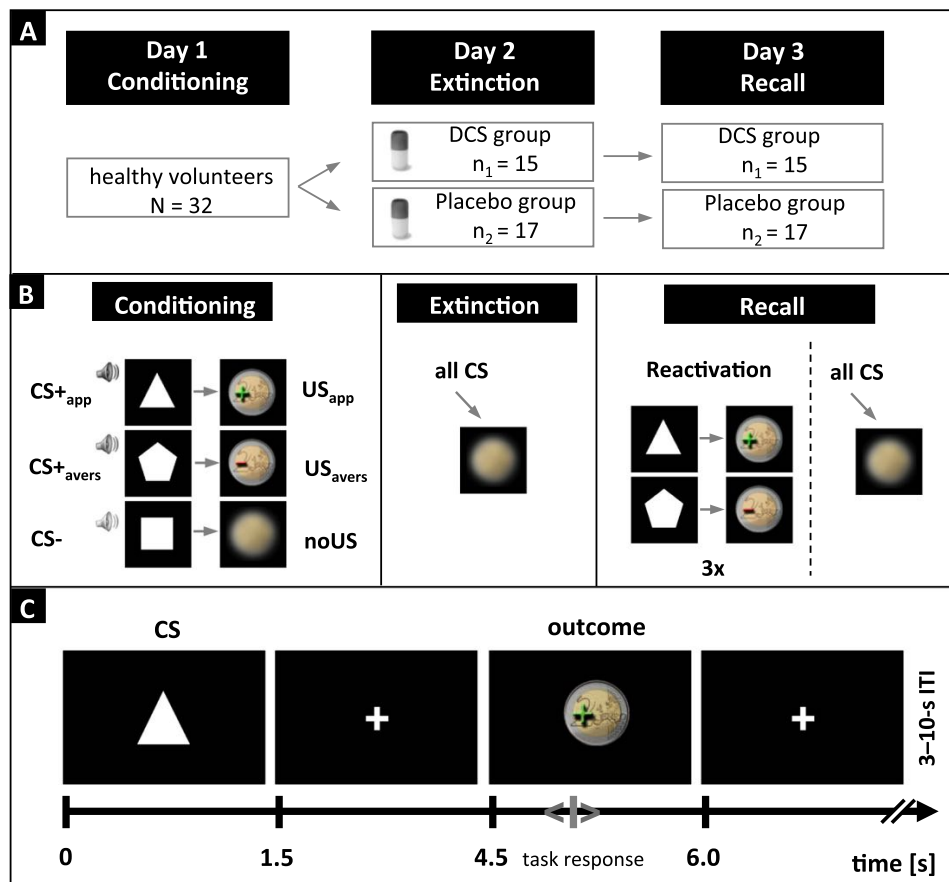 A
Day 1
Conditioning
Day 2
Extinction
Day 3
Recall
healthy volunteers
N = 32
DCS group
n1 = 15
Placebo group
n2 = 17
DCS group
n1 = 15
Placebo group
n2 = 17
B
Conditioning
CS+app
USapp
CS+avers
USavers
CS-
noUS
Extinction
all CS
Recall
Reactivation
3x
all CS
C
CS
outcome
3–10-s ITI
0
1.5
4.5
task response
6.0
time [s]